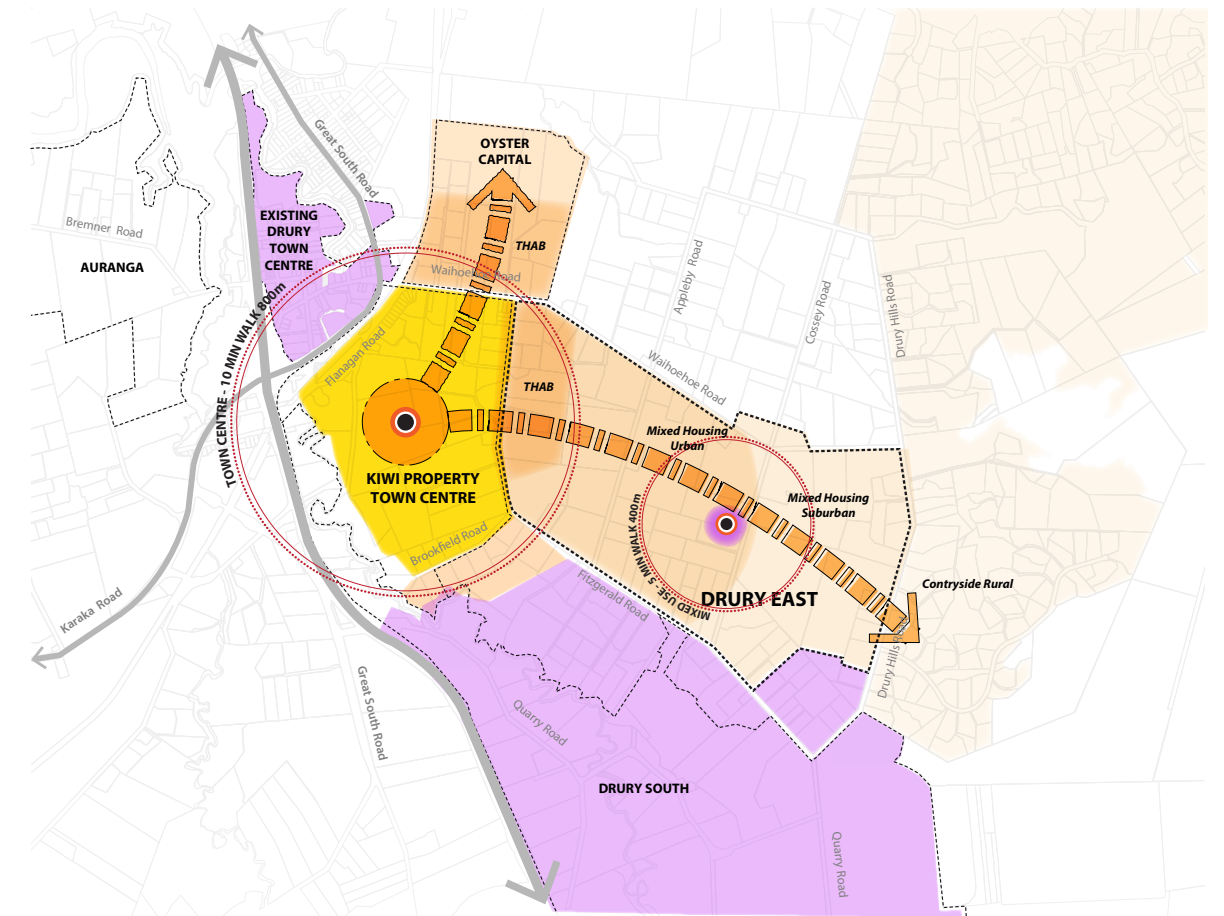 OYSTER
CAPITAL
Great South Road
EXISTING
DRURY
TOWN
CENTRE
Bremner Road
AURANGA
THAB
Waihoehoe Road
Appleby Road
Cossey Road
Drury Hills Road
TOWN CENTRE - 10 MIN WALK 800m
Flanagan Road
Waihoehoe Road
THAB
Mixed Housing
Urban
KIWI PROPERTY
TOWN CENTRE
Mixed Housing
Suburban
Brookfield Road
MIXED USE - 5 MIN WALK 400m
Fitzgerald Road
DRURY EAST
Contryside Rural
Karaka Road
Drury Hills Road
Great South Road
Quarry Road
DRURY SOUTH
Quarry Road